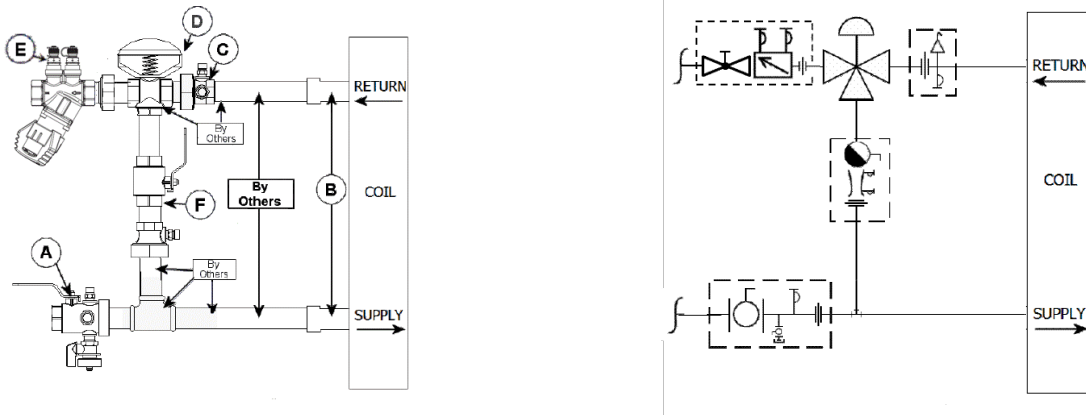 D
E
C
RETURN
By
Others
COIL
By
Others
B
F
A
By
Others
SUPPLY
RETURN
COIL
SUPPLY